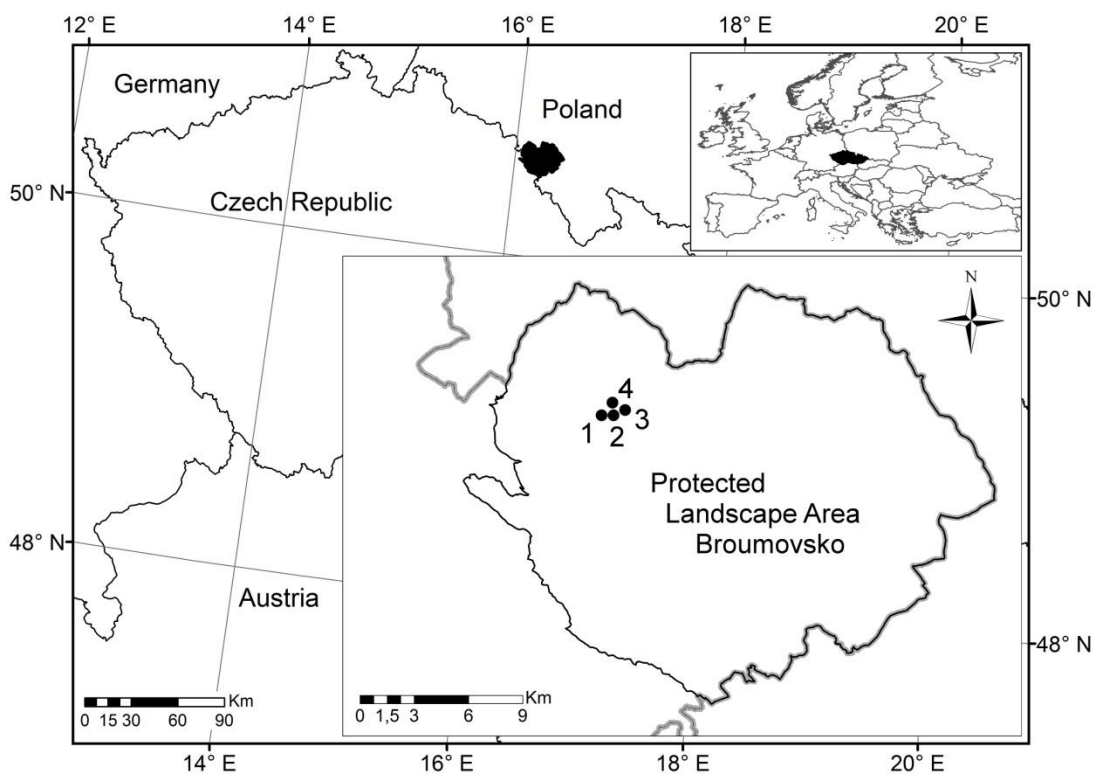 12° E
14° E
16° E
18° E
20° E
Germany
Poland
50° N
Czech Republic
N
50° N
4
3
1
2
Protected
Landscape Area
Broumovsko
48° N
Austria
48° N
Km
0 15 30 60 90
Km
0 1,5 3 6 9
14° E
16° E
18° E
20° E